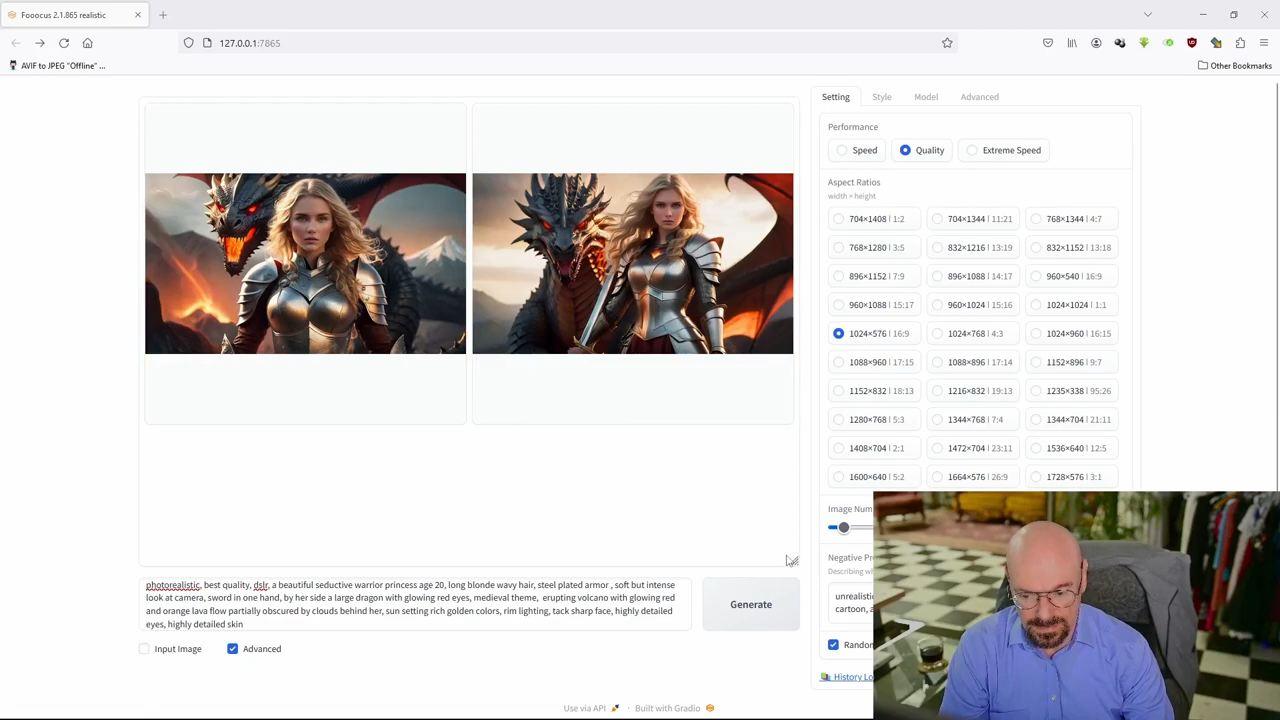 Fooocus 2.1.865 realistic
127.0.0.1:7865
AVIF to JPEG "Offline" ...
Other Bookmarks
Setting
Style
Model
Advanced
Performance
Speed
Quality
Extreme Speed
Aspect Ratios
width × height
704×1408 | 1:2
704×1344 | 11:21
768×1344 | 4:7
768×1280 | 3:5
832×1216 | 13:19
832×1152 | 13:18
896×1152 | 7:9
896×1088 | 14:17
960×540 | 16:9
960×1088 | 15:17
960×1024 | 15:16
1024×1024 | 1:1
1024×576 | 16:9
1024×768 | 4:3
1024×960 | 16:15
1088×960 | 17:15
1088×896 | 17:14
1152×896 | 9:7
1152×832 | 18:13
1216×832 | 19:13
1235×338 | 95:26
1280×768 | 5:3
1344×768 | 7:4
1344×704 | 21:11
1408×704 | 2:1
1472×704 | 23:11
1536×640 | 12:5
1600×640 | 5:2
1664×576 | 26:9
1728×576 | 3:1
Image Num
Negative Pr
Describing wh
unrealistic
cartoon, a
Random
History Lo
photorealistic, best quality, dslr, a beautiful seductive warrior princess age 20, long blonde wavy hair, steel plated armor , soft but intense
look at camera, sword in one hand, by her side a large dragon with glowing red eyes, medieval theme, erupting volcano with glowing red
and orange lava flow partially obscured by clouds behind her, sun setting rich golden colors, rim lighting, tack sharp face, highly detailed
eyes, highly detailed skin
Generate
Input Image
Advanced
Use via API
Built with Gradio